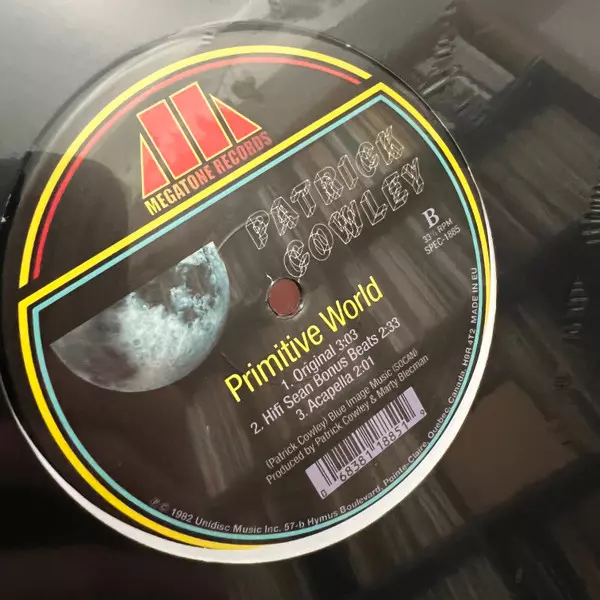 MEGATONE RECORDS
PATRICK
COWLEY
B
33⅓ RPM
SPEC-1885
Primitive World
1. Original 3:03
2. Hifi Sean Bonus Beats 2:33
3. Acapella 2:01
(Patrick Cowley) Blue Image Music (SOCAN)
Produced by Patrick Cowley & Marty Blecman
0 68381 18851 9
℗ © 1982 Unidisc Music Inc. 57-b Hymus Boulevard, Pointe-Claire, Quebec, Canada, H9R 4T2 MADE IN EU